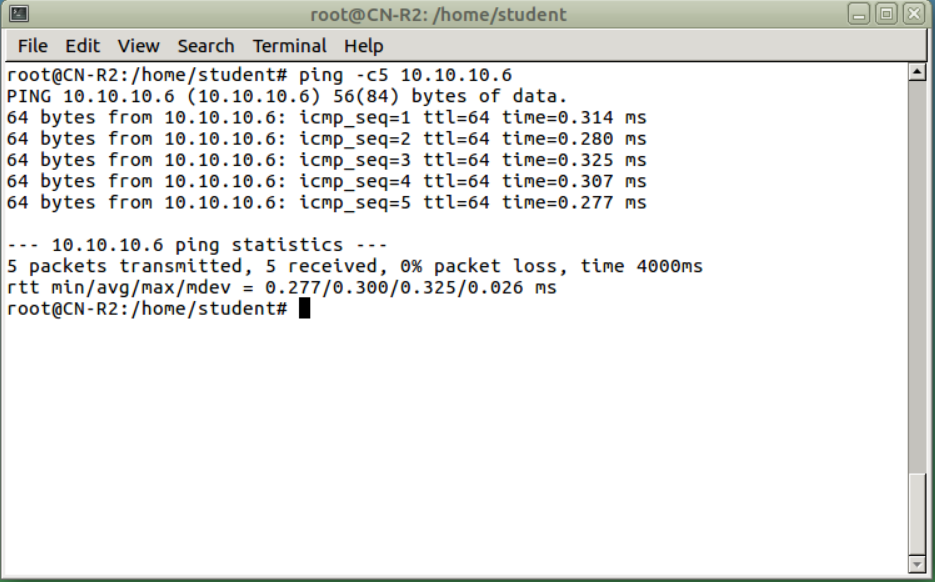 root@CN-R2: /home/student
File Edit View Search Terminal Help
root@CN-R2:/home/student# ping -c5 10.10.10.6
PING 10.10.10.6 (10.10.10.6) 56(84) bytes of data.
64 bytes from 10.10.10.6: icmp_seq=1 ttl=64 time=0.314 ms
64 bytes from 10.10.10.6: icmp_seq=2 ttl=64 time=0.280 ms
64 bytes from 10.10.10.6: icmp_seq=3 ttl=64 time=0.325 ms
64 bytes from 10.10.10.6: icmp_seq=4 ttl=64 time=0.307 ms
64 bytes from 10.10.10.6: icmp_seq=5 ttl=64 time=0.277 ms
--- 10.10.10.6 ping statistics ---
5 packets transmitted, 5 received, 0% packet loss, time 4000ms
rtt min/avg/max/mdev = 0.277/0.300/0.325/0.026 ms
root@CN-R2:/home/student#